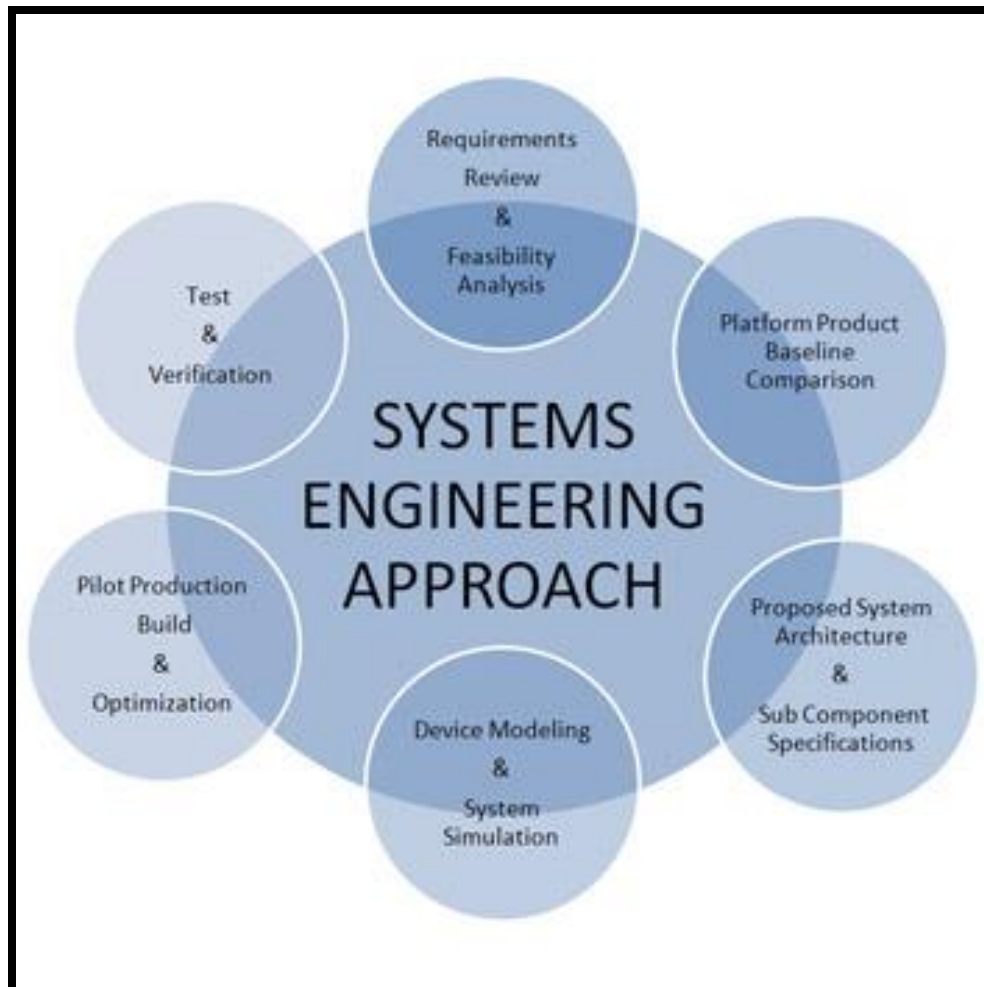 Requirements
Review
&
Feasibility
Analysis
Platform Product
Baseline
Comparison
Proposed System
Architecture
&
Sub Component
Specifications
Device Modeling
&
System
Simulation
Pilot Production
Build
&
Optimization
Test
&
Verification
SYSTEMS
ENGINEERING
APPROACH